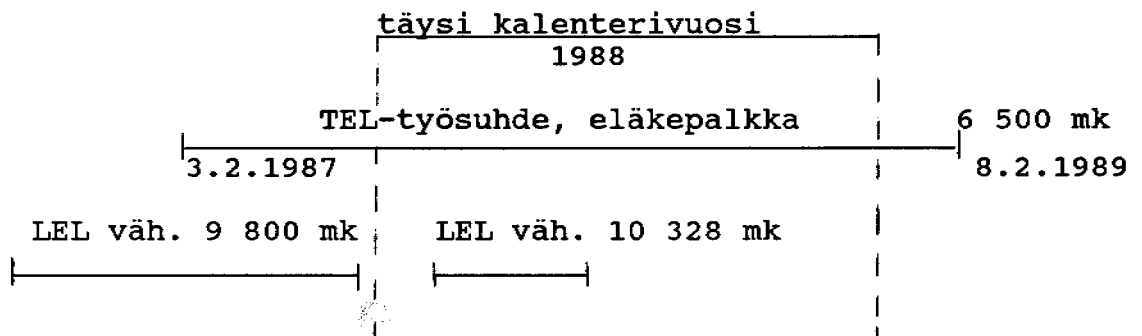 täysi kalenterivuosi
1988
TEL-työsuhde, eläkepalkka 6 500 mk
3.2.1987 8.2.1989
LEL väh. 9 800 mk LEL väh. 10 328 mk